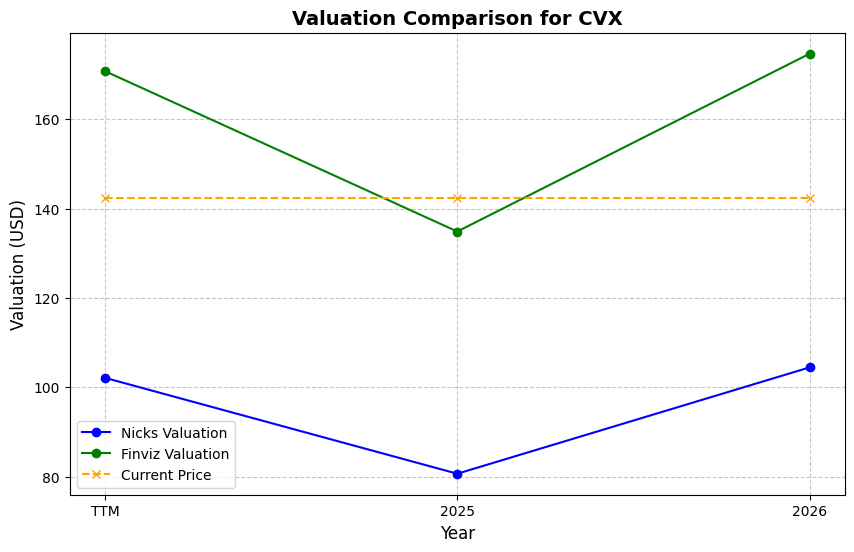 Valuation Comparison for CVX
Valuation (USD)
160
140
120
100
80
Nicks Valuation
Finviz Valuation
Current Price
TTM
2025
2026
Year